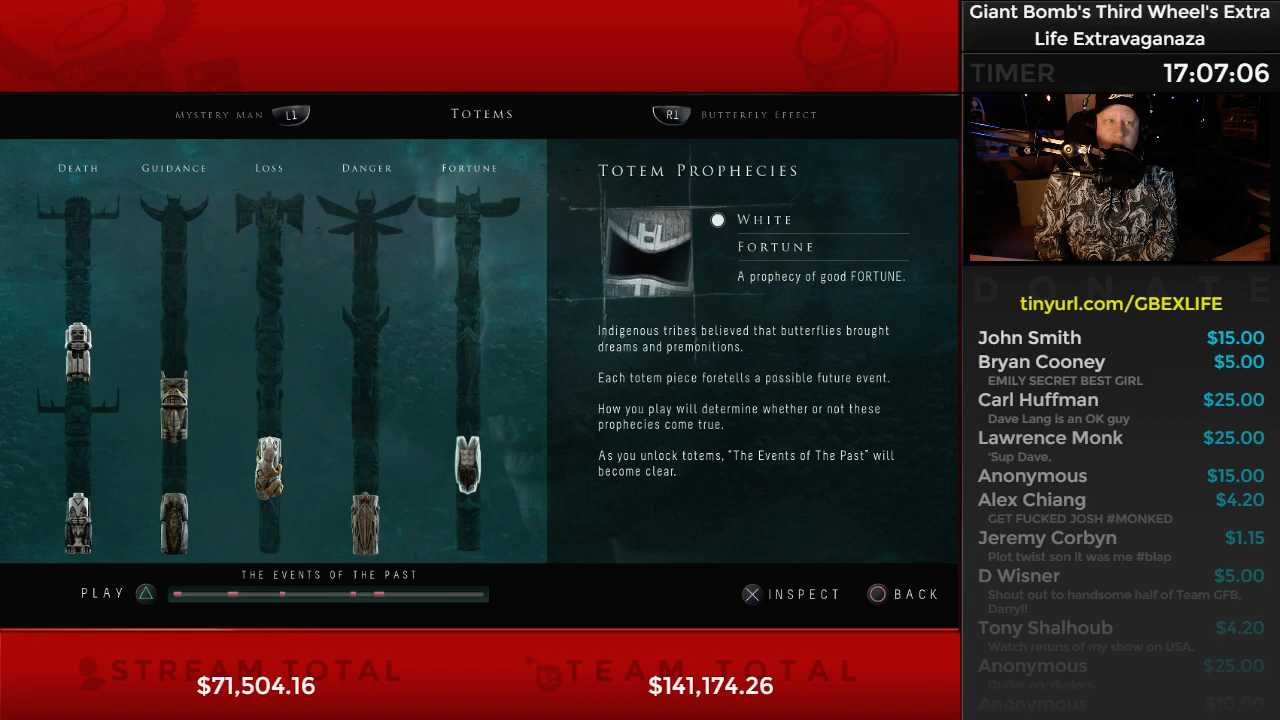 Giant Bomb's Third Wheel's Extra
Life Extravaganaza
TIMER
17:07:06
MYSTERY MAN L1
TOTEMS
R1 BUTTERFLY EFFECT
DEATH
GUIDANCE
LOSS
DANGER
FORTUNE
TOTEM PROPHECIES
WHITE
FORTUNE
A prophecy of good FORTUNE.
Indigenous tribes believed that butterflies brought
dreams and premonitions.
Each totem piece foretells a possible future event.
How you play will determine whether or not these
prophecies come true.
As you unlock totems, "The Events of The Past" will
become clear.
THE EVENTS OF THE PAST
PLAY
INSPECT
BACK
STREAM TOTAL
$71,504.16
TEAM TOTAL
$141,174.26
DONATE
tinyurl.com/GBEXLIFE
John Smith $15.00
Bryan Cooney $5.00
EMILY SECRET BEST GIRL
Carl Huffman $25.00
Dave Lang is an OK guy
Lawrence Monk $25.00
'Sup Dave.
Anonymous $15.00
Alex Chiang $4.20
GET FUCKED JOSH #MONKED
Jeremy Corbyn $1.15
Plot twist son it was me #blap
D Wisner $5.00
Shout out to handsome half of Team GFB,
Darryl!
Tony Shalhoub $4.20
Watch reruns of my show on USA.
Anonymous $25.00
Dudin' on, duders.
Anonymous $10.00